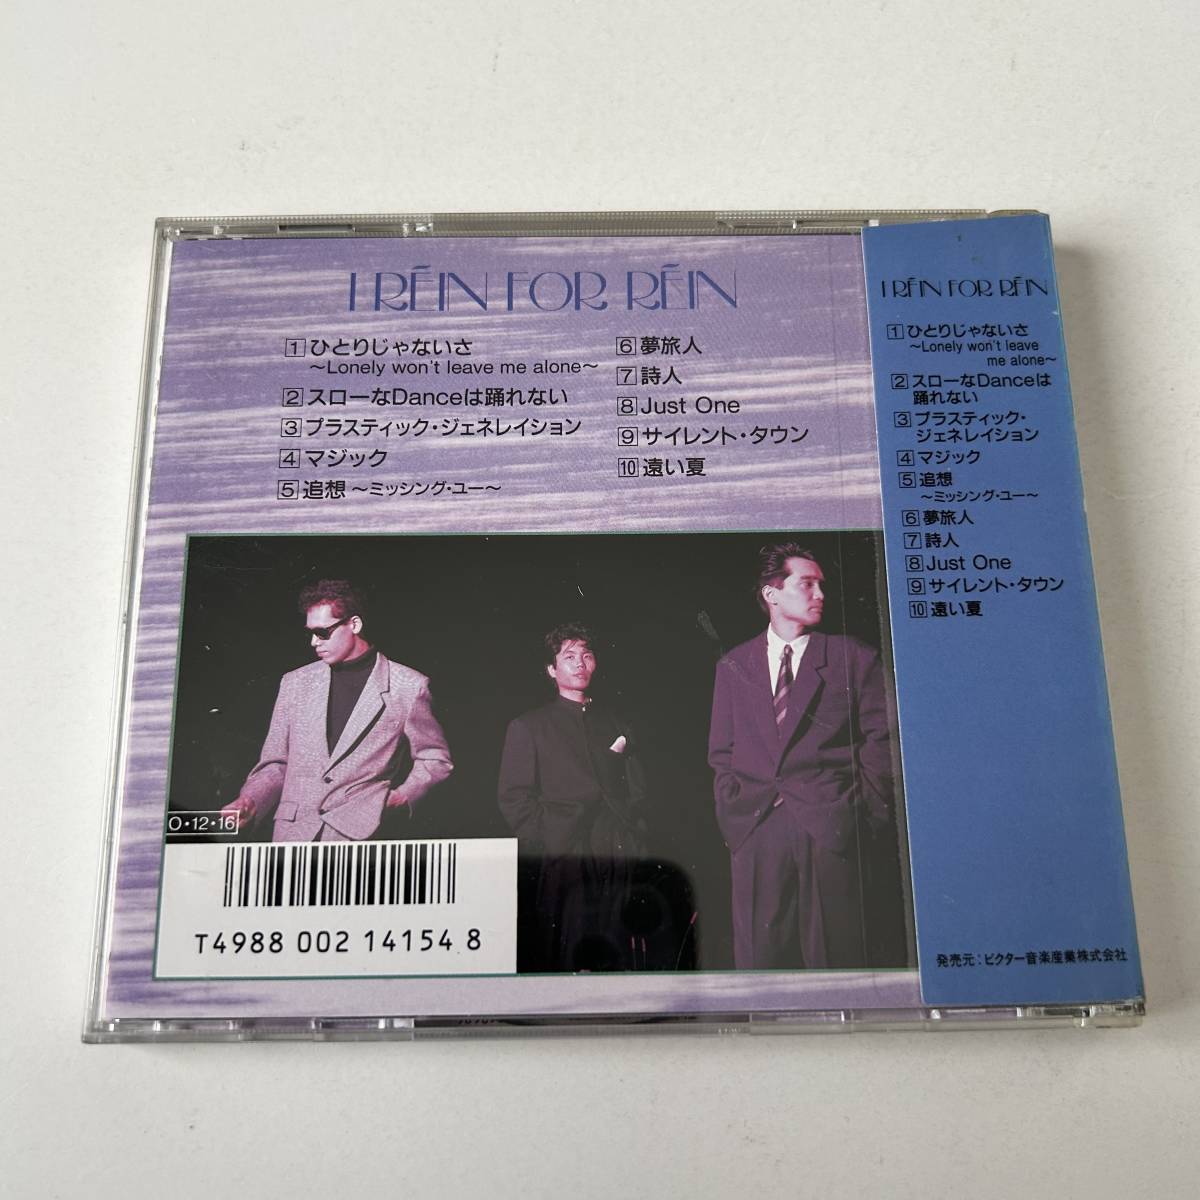 I RÉIN FOR RÉIN
1 ひとりじゃないさ
〜Lonely won't leave me alone〜
2 スローなDanceは踊れない
3 プラスティック・ジェネレイション
4 マジック
5 追想 〜ミッシング・ユー〜
6 夢旅人
7 詩人
8 Just One
9 サイレント・タウン
10 遠い夏
O・12・16
T4988 002 14154 8
I RÉIN FOR RÉIN
1 ひとりじゃないさ
〜Lonely won't leave
me alone〜
2 スローなDanceは
踊れない
3 プラスティック・
ジェネレイション
4 マジック
5 追想
〜ミッシング・ユー〜
6 夢旅人
7 詩人
8 Just One
9 サイレント・タウン
10 遠い夏
発売元：ビクター音楽産業株式会社